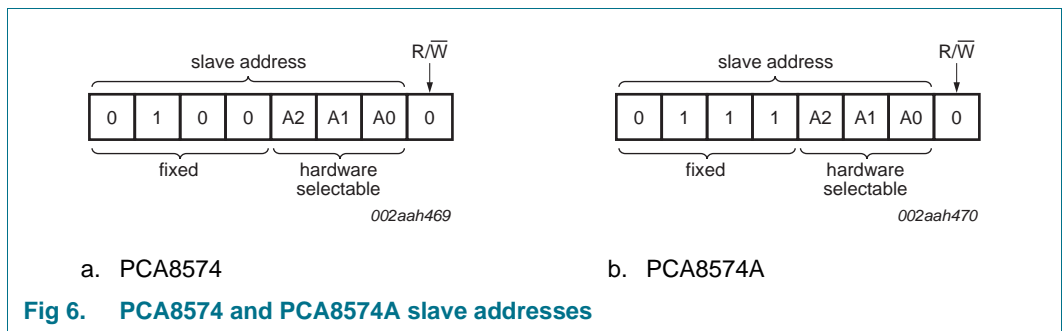 R/W̅
slave address
0 1 0 0 A2 A1 A0 0
fixed
hardware
selectable
002aah469
a. PCA8574
R/W̅
slave address
0 1 1 1 A2 A1 A0 0
fixed
hardware
selectable
002aah470
b. PCA8574A
Fig 6. PCA8574 and PCA8574A slave addresses